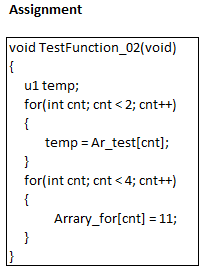 Assignment
void TestFunction_02(void)
{
u1 temp;
for(int cnt; cnt < 2; cnt++)
{
temp = Ar_test[cnt];
}
for(int cnt; cnt < 4; cnt++)
{
Arrary_for[cnt] = 11;
}
}